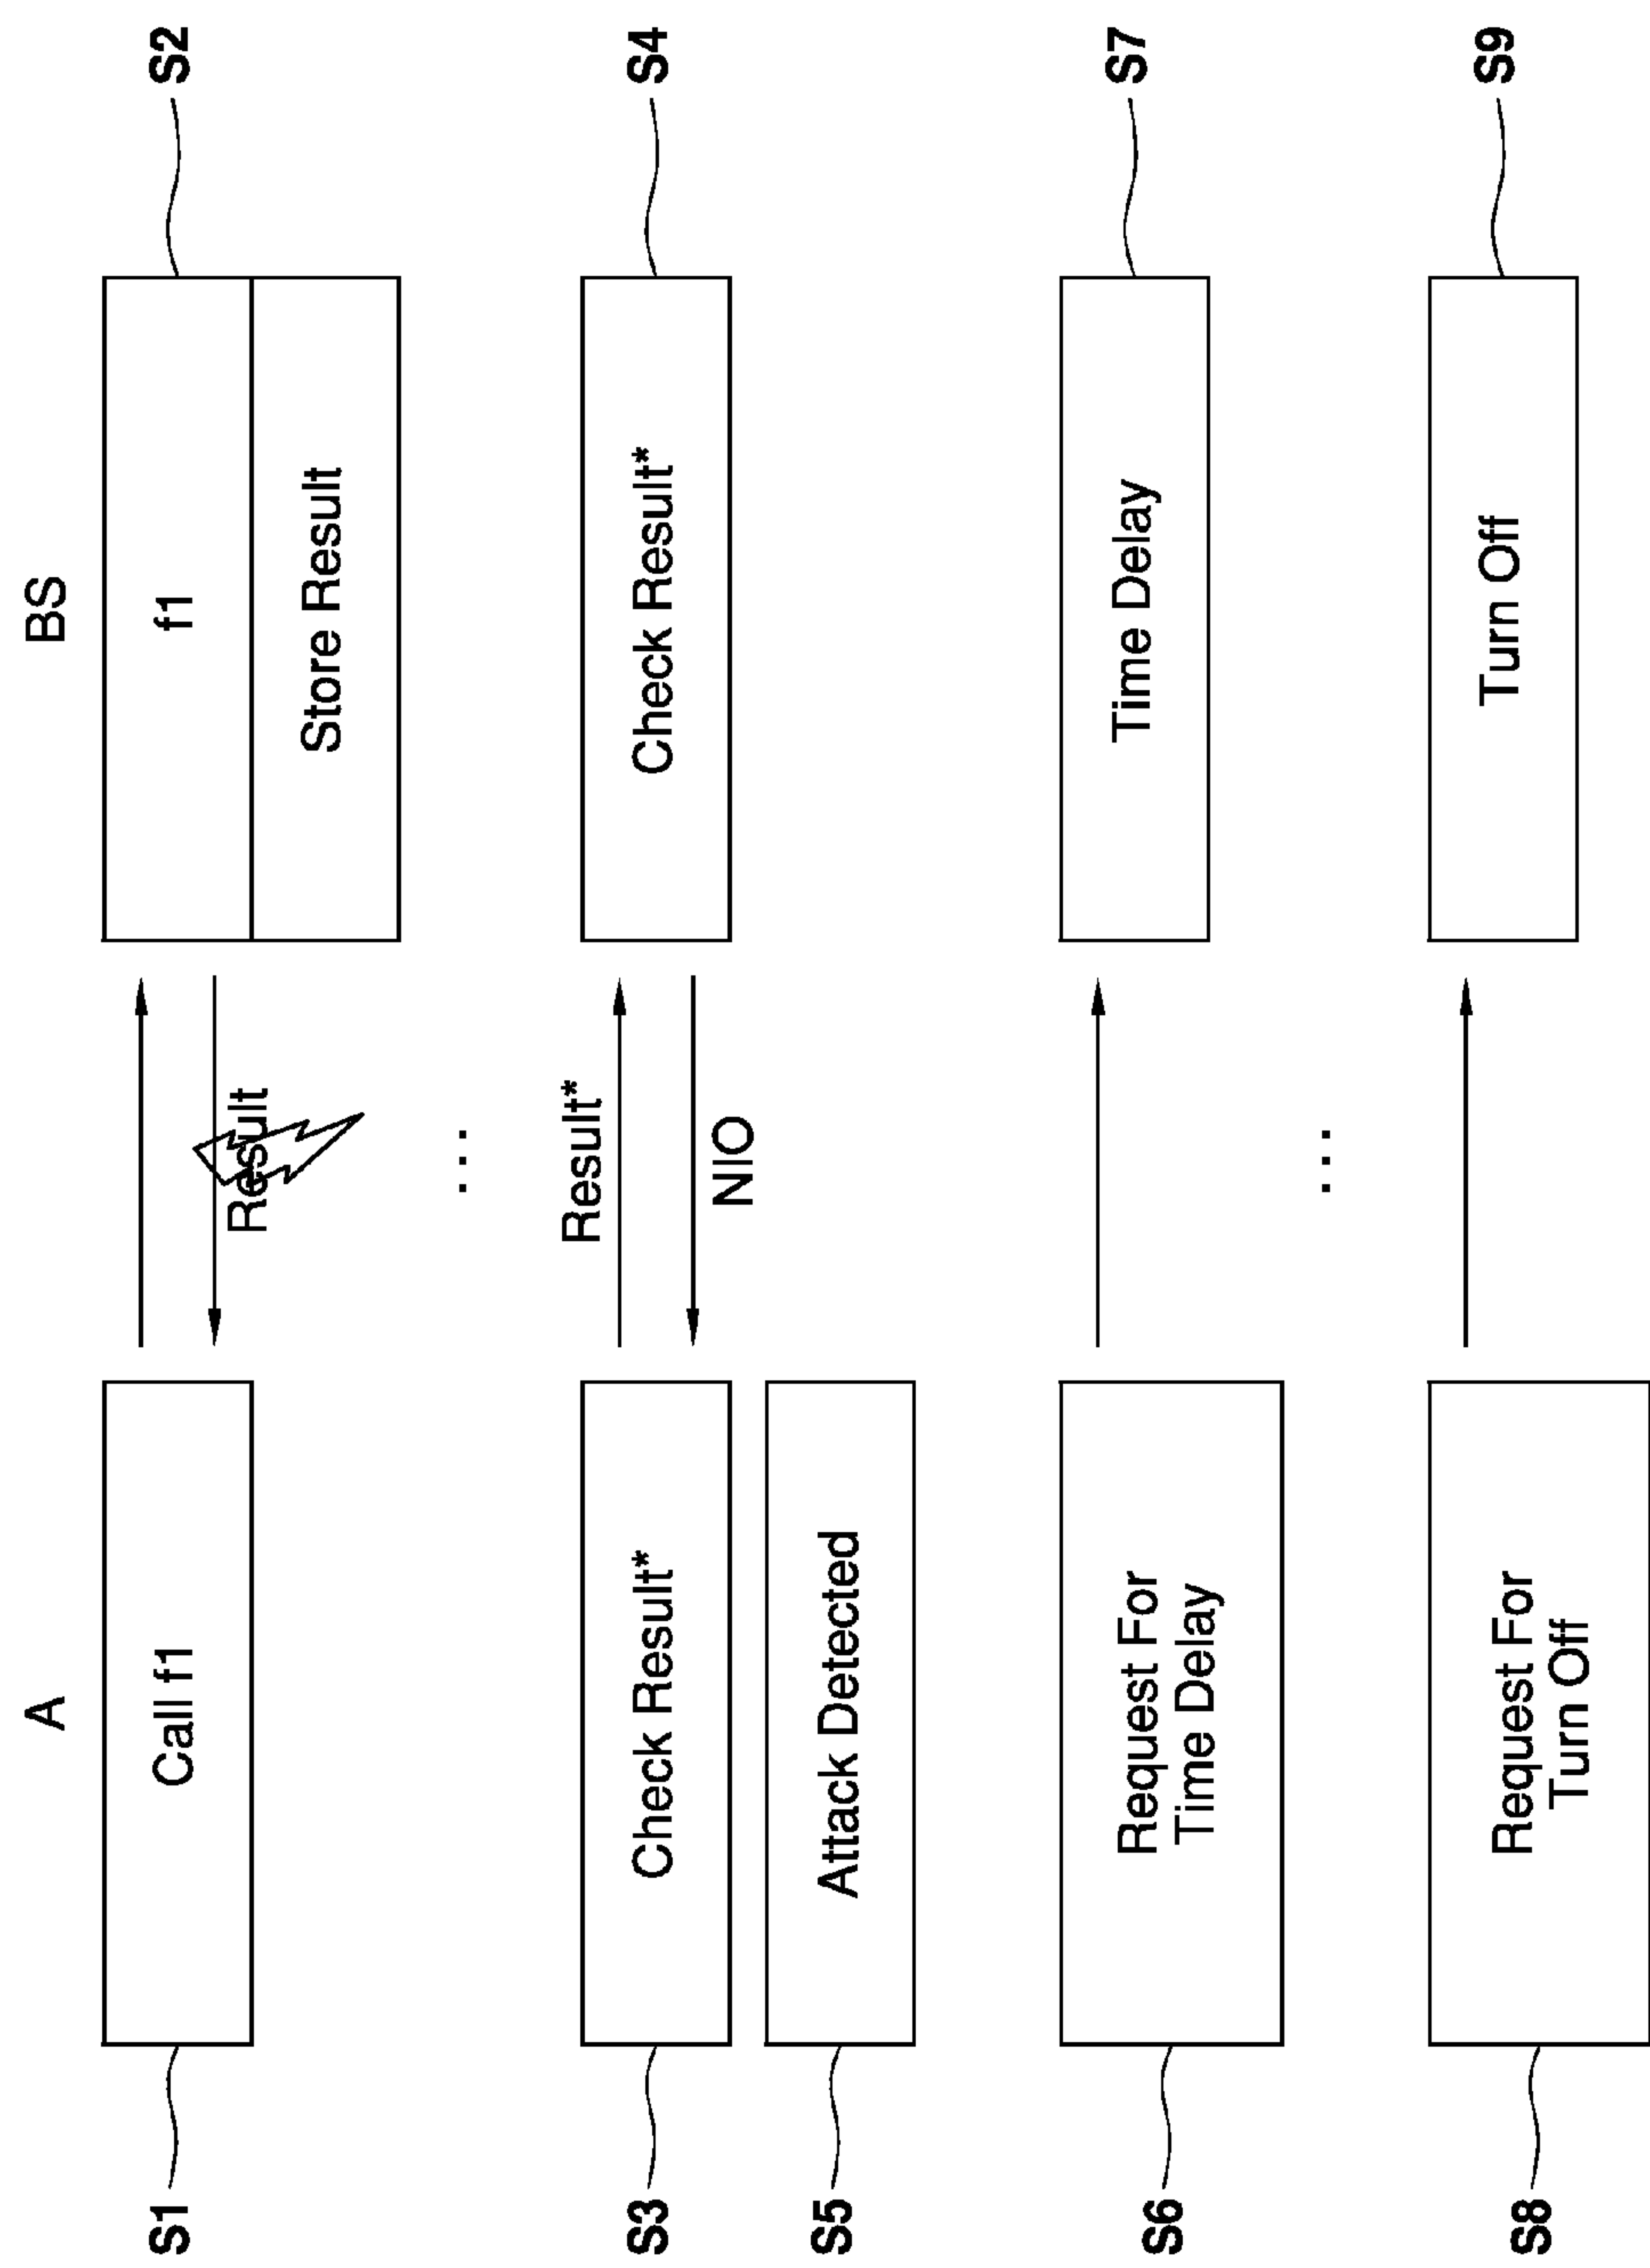 A
BS
S1
Call f1
f1
S2
Result
Store Result
...
Result*
S3
Check Result*
Check Result*
S4
NIO
S5
Attack Detected
S6
Request For
Time Delay
Time Delay
S7
...
S8
Request For
Turn Off
Turn Off
S9